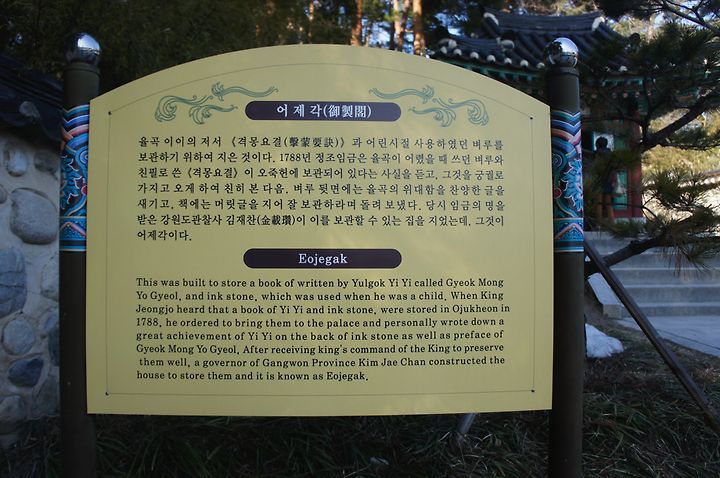 어 제 각(御製閣)
율곡 이이의 저서 《격몽요결(擊蒙要訣)》과 어린시절 사용하였던 벼루를
보관하기 위하여 지은 것이다. 1788년 정조임금은 율곡이 어렸을 때 쓰던 벼루와
친필로 쓴 《격몽요결》이 오죽헌에 보관되어 있다는 사실을 듣고, 그것을 궁궐로
가지고 오게 하여 친히 본 다음, 벼루 뒷면에는 율곡의 위대함을 찬양한 글을
새기고, 책에는 머릿글을 지어 잘 보관하라며 돌려 보냈다. 당시 임금의 명을
받은 강원도관찰사 김재찬(金載瓚)이 이를 보관할 수 있는 집을 지었는데, 그것이
어제각이다.
Eojegak
This was built to store a book of written by Yulgok Yi Yi called Gyeok Mong
Yo Gyeol, and ink stone, which was used when he was a child. When King
Jeongjo heard that a book of Yi Yi and ink stone, were stored in Ojukheon in
1788, he ordered to bring them to the palace and personally wrote down a
great achievement of Yi Yi on the back of ink stone as well as preface of
Gyeok Mong Yo Gyeol. After receiving king's command of the King to preserve
them well, a governor of Gangwon Province Kim Jae Chan constructed the
house to store them and it is known as Eojegak.